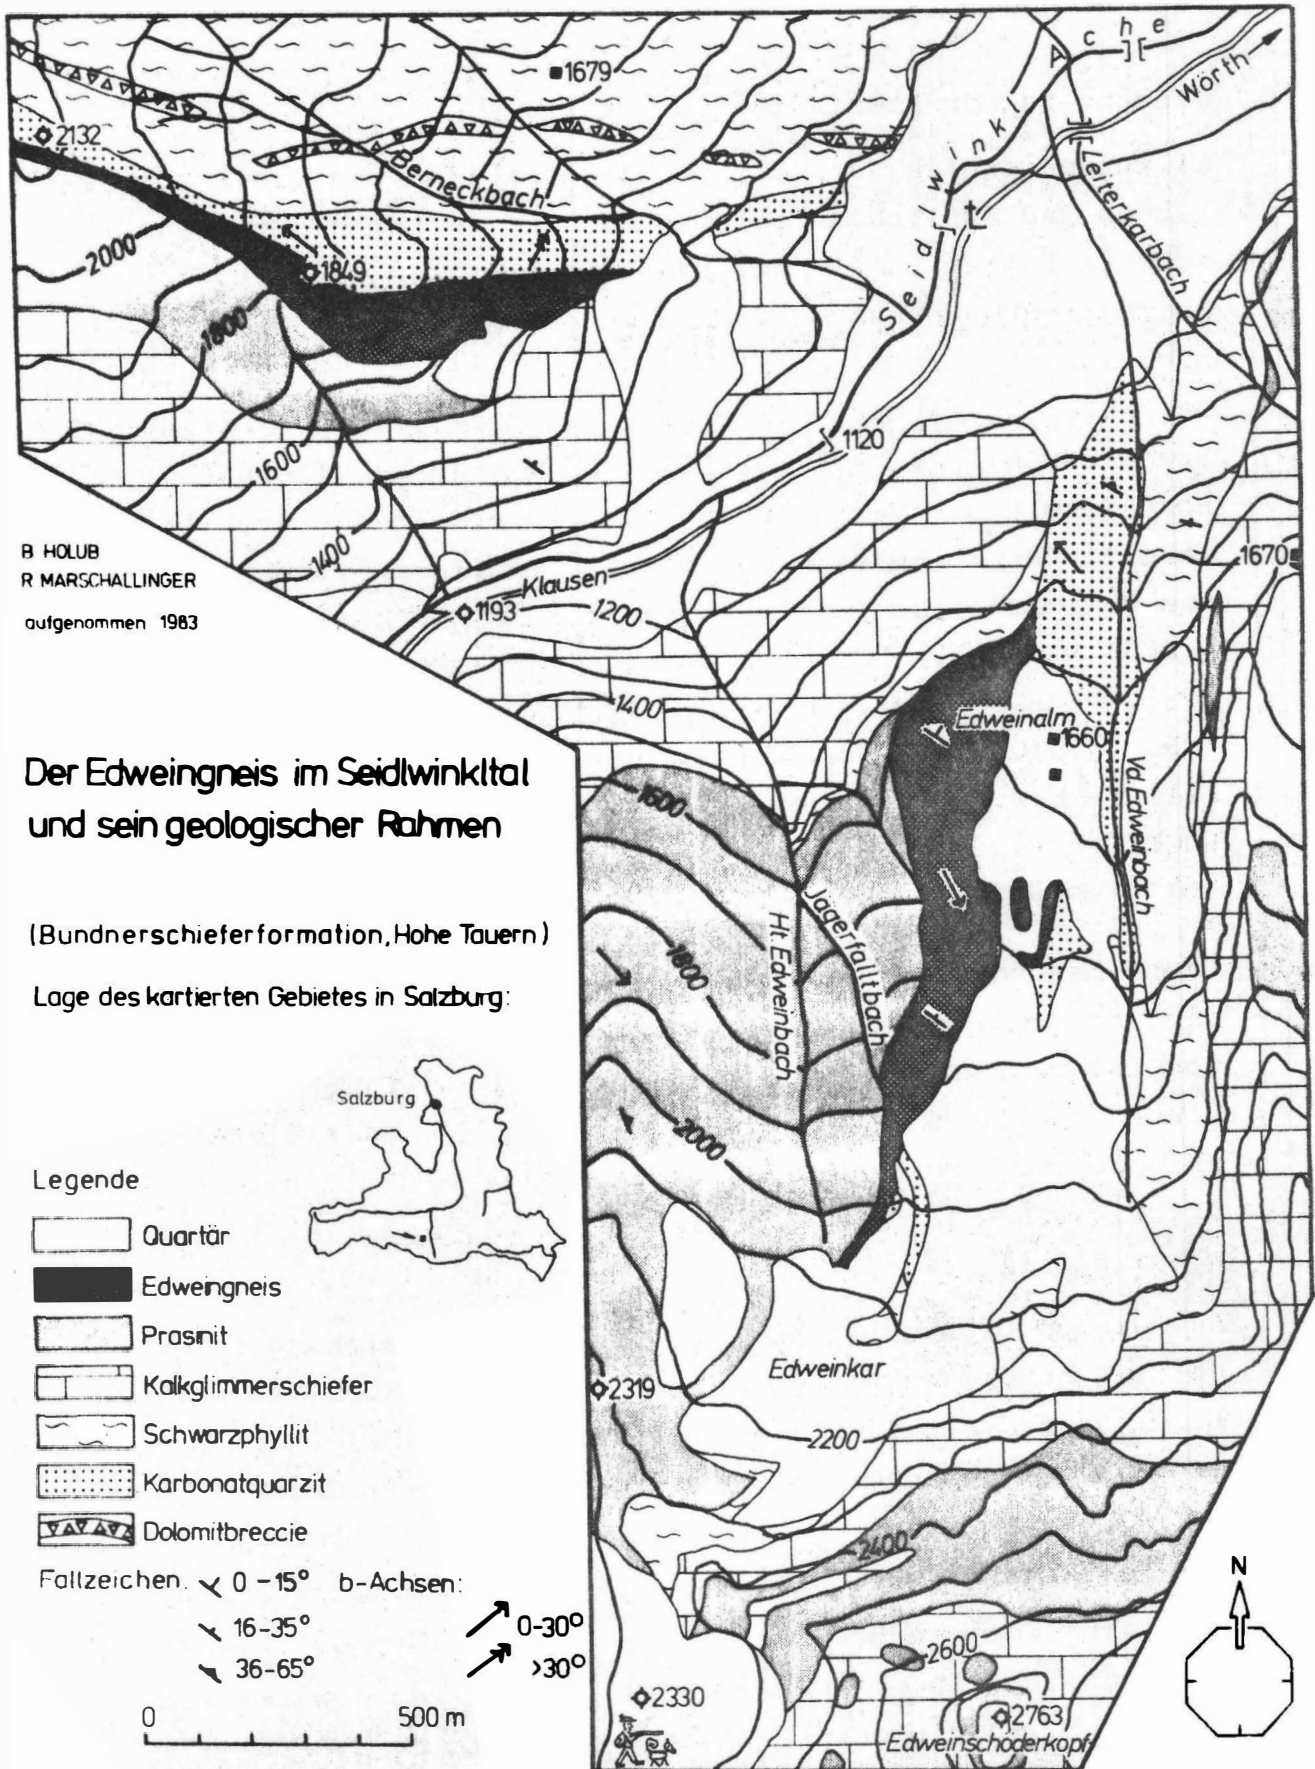 A c h e
1679
Wörth
2132
Berneckbach
Seidlwinkl
Leiterkarbach
2000
1849
1800
1120
1600
B HOLUB
R MARSCHALLINGER
aufgenommen 1983
1400
Klausen
1193
1200
1670
1400
Edweinalm
1660
Der Edweingneis im Seidlwinkltal
und sein geologischer Rahmen
1600
Vd. Edweinbach
Jägerfalltbach
Ht. Edweinbach
(Bundnerschieferformation, Hohe Tauern)
1800
Lage des kartierten Gebietes in Salzburg:
Salzburg
2000
Legende
Quartär
Edweingneis
Prasinit
Kalkglimmerschiefer
Schwarzphyllit
Karbonatquarzit
Dolomitbreccie
Edweinkar
2319
2200
2400
Fallzeichen. 0 - 15° b-Achsen:
16-35° 0-30°
36-65° >30°
N
2600
0 500 m
2330
2763
Edweinschöderkopf